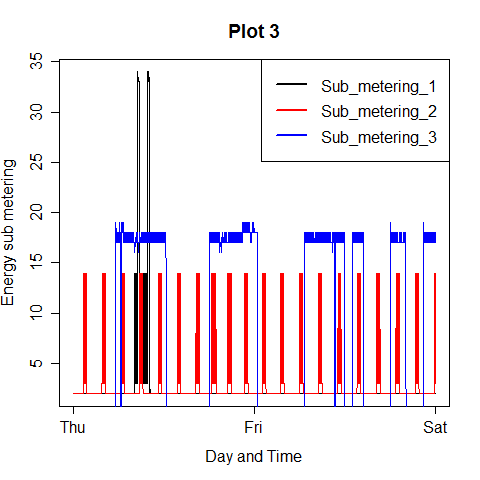 Plot 3
Sub_metering_1
Sub_metering_2
Sub_metering_3
Energy sub metering
35
30
25
20
15
10
5
Thu Fri Sat
Day and Time